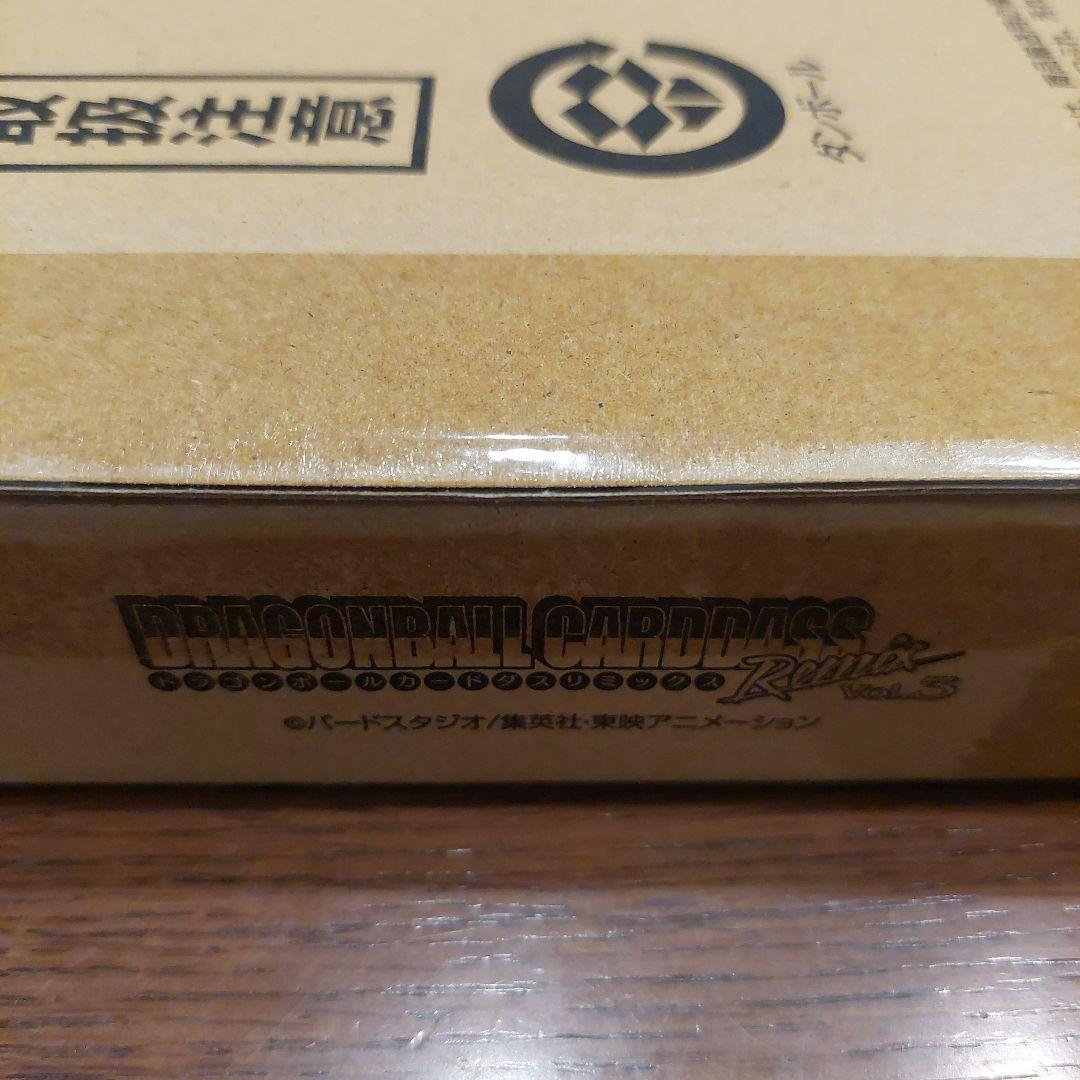 取扱注意
ダンボール
DRAGONBALL CARDDASS
Remix
ドラゴンボールカードダスリミックス
VOL.3
©バードスタジオ/集英社・東映アニメーション